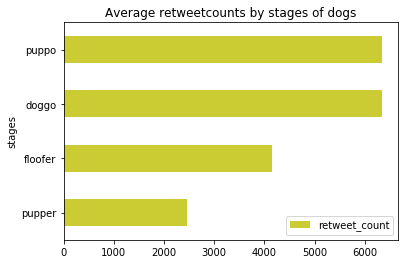 Average retweetcounts by stages of dogs
stages
puppo
doggo
floofer
pupper
retweet_count
0 1000 2000 3000 4000 5000 6000